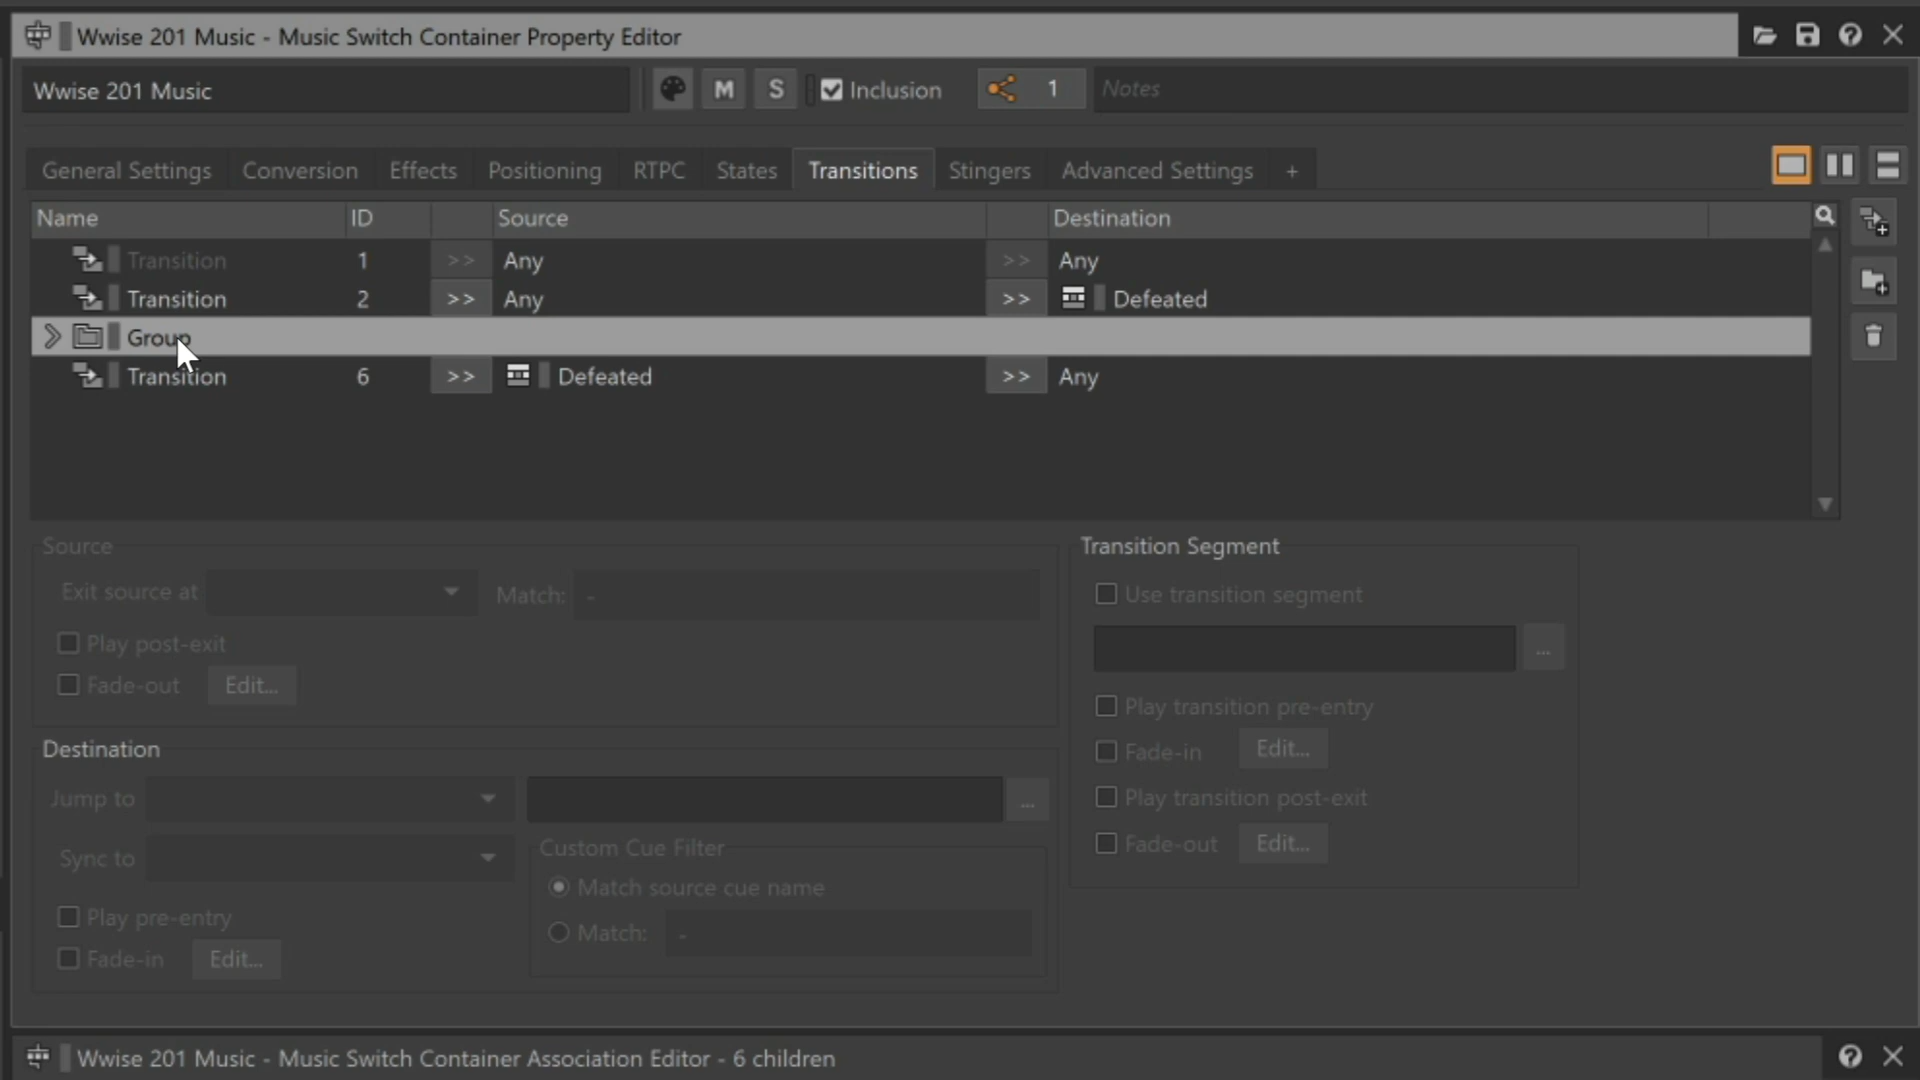 Wwise 201 Music - Music Switch Container Property Editor
Wwise 201 Music M S Inclusion 1 Notes
General Settings Conversion Effects Positioning RTPC States Transitions Stingers Advanced Settings +
Name ID Source Destination
Transition 1 >> Any >> Any
Transition 2 >> Any >> Defeated
Group
Transition 6 >> Defeated >> Any
Source
Transition Segment
Exit source at Match: -
Use transition segment
Play post-exit
...
Fade-out Edit...
Play transition pre-entry
Destination
Fade-in Edit...
Jump to ...
Play transition post-exit
Custom Cue Filter
Fade-out Edit...
Sync to
Match source cue name
Play pre-entry
Match: -
Fade-in Edit...
Wwise 201 Music - Music Switch Container Association Editor - 6 children